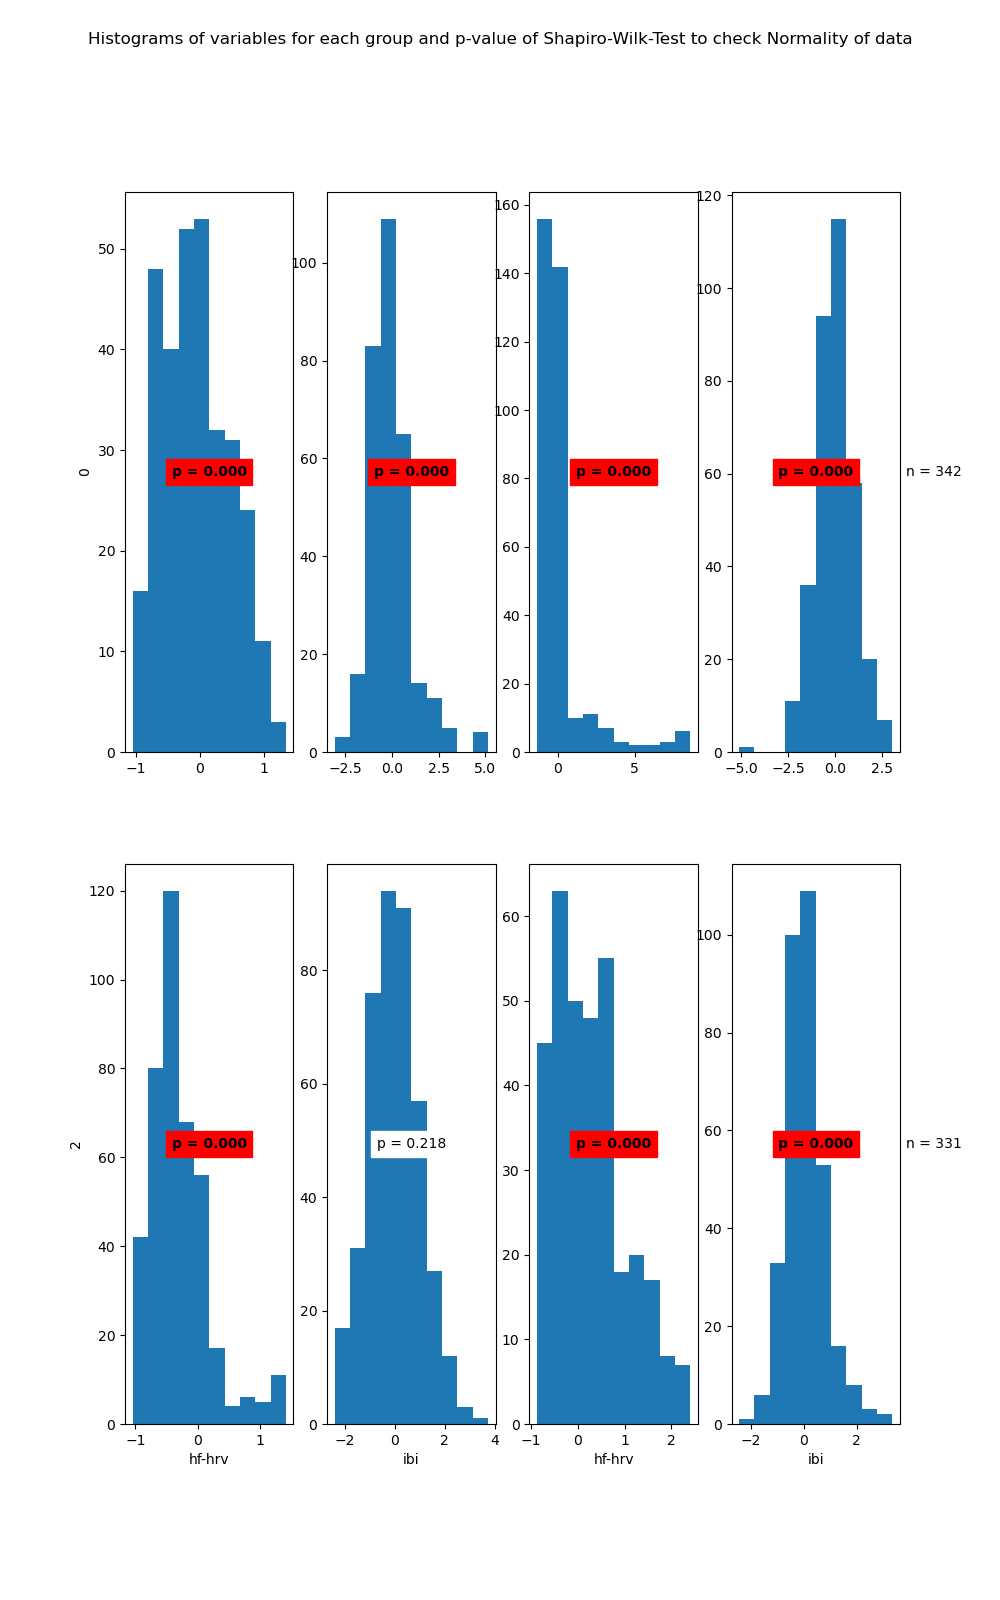 Histograms of variables for each group and p-value of Shapiro-Wilk-Test to check Normality of data
0
50
40
30
20
10
0
−1 0 1
p = 0.000
100
80
60
40
20
0
−2.5 0.0 2.5 5.0
p = 0.000
160
140
120
100
80
60
40
20
0
0 5
p = 0.000
120
100
80
60
40
20
0
−5.0 −2.5 0.0 2.5
p = 0.000
n = 342
2
120
100
80
60
40
20
0
−1 0 1
hf-hrv
p = 0.000
80
60
40
20
0
−2 0 2 4
ibi
p = 0.218
60
50
40
30
20
10
0
−1 0 1 2
hf-hrv
p = 0.000
100
80
60
40
20
0
−2 0 2
ibi
p = 0.000
n = 331